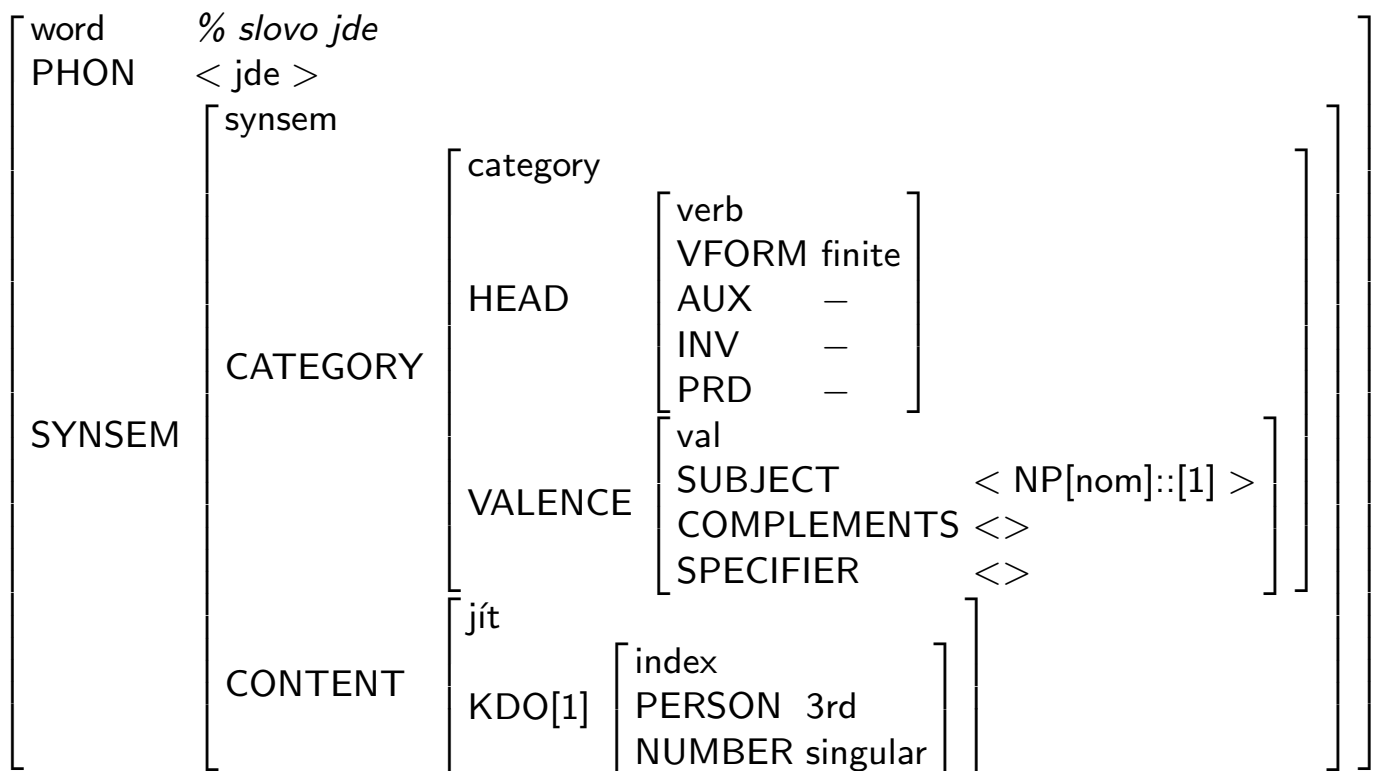 word % slovo jde
PHON < jde >
synsem
category
verb
VFORM finite
HEAD AUX −
INV −
CATEGORY PRD −
SYNSEM val
SUBJECT < NP[nom]::[1] >
VALENCE COMPLEMENTS <>
SPECIFIER <>
jít
index
CONTENT KDO[1] PERSON 3rd
NUMBER singular